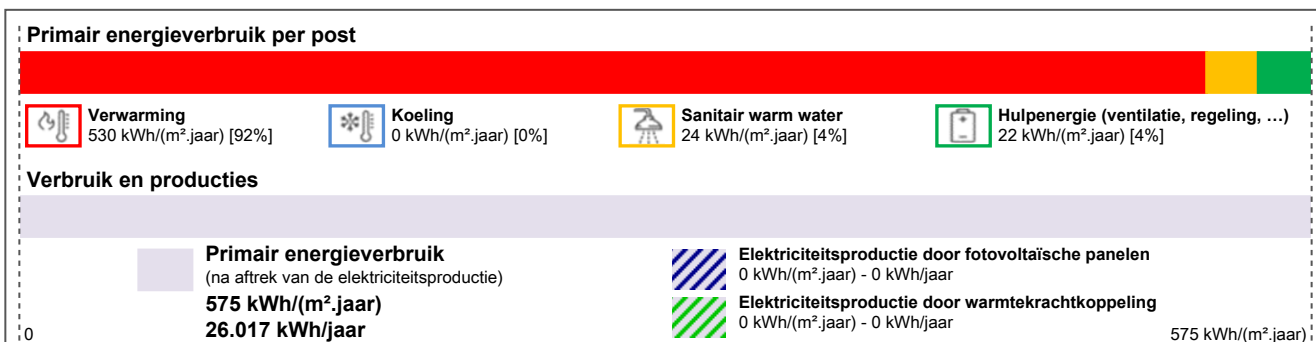 Primair energieverbruik per post
Verwarming
530 kWh/(m².jaar) [92%]
Koeling
0 kWh/(m².jaar) [0%]
Sanitair warm water
24 kWh/(m².jaar) [4%]
Hulpenergie (ventilatie, regeling, …)
22 kWh/(m².jaar) [4%]
Verbruik en producties
Primair energieverbruik
(na aftrek van de elektriciteitsproductie)
575 kWh/(m².jaar)
26.017 kWh/jaar
Elektriciteitsproductie door fotovoltaïsche panelen
0 kWh/(m².jaar) - 0 kWh/jaar
Elektriciteitsproductie door warmtekrachtkoppeling
0 kWh/(m².jaar) - 0 kWh/jaar
0
575 kWh/(m².jaar)